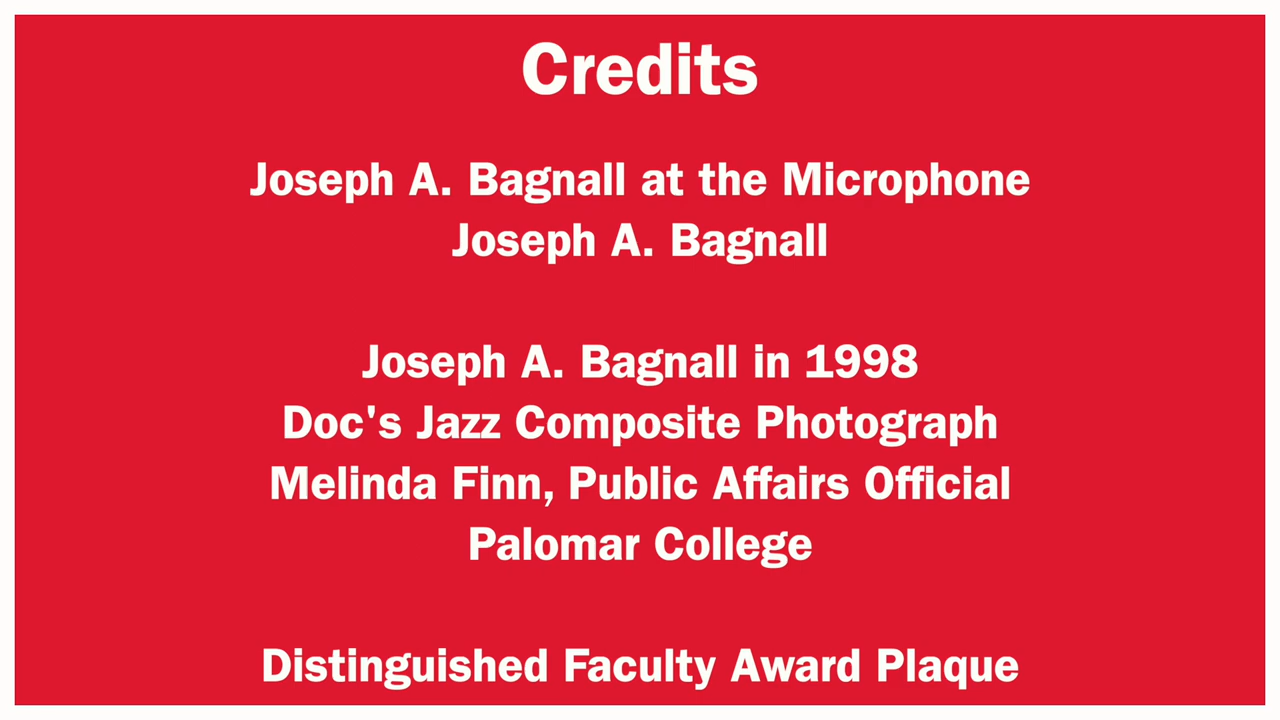 Credits
Joseph A. Bagnall at the Microphone
Joseph A. Bagnall
Joseph A. Bagnall in 1998
Doc's Jazz Composite Photograph
Melinda Finn, Public Affairs Official
Palomar College
Distinguished Faculty Award Plaque